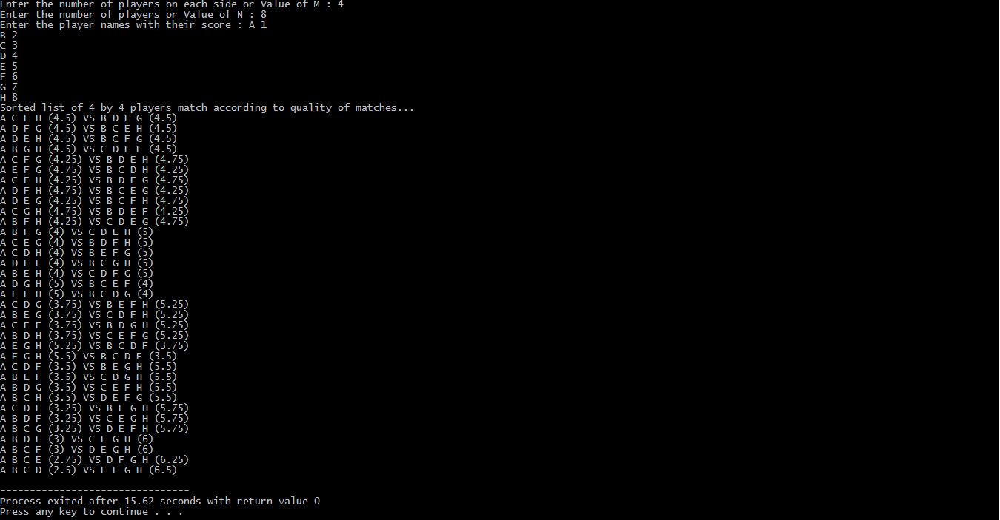 Enter the number of players on each side or Value of M : 4
Enter the number of players or Value of N : 8
Enter the player names with their score : A 1
B 2
C 3
D 4
E 5
F 6
G 7
H 8
Sorted list of 4 by 4 players match according to quality of matches...
A C F H (4.5) VS B D E G (4.5)
A D F G (4.5) VS B C E H (4.5)
A D E H (4.5) VS B C F G (4.5)
A B G H (4.5) VS C D E F (4.5)
A C F G (4.25) VS B D E H (4.75)
A E F G (4.75) VS B C D H (4.25)
A C E H (4.25) VS B D F G (4.75)
A D F H (4.75) VS B C E G (4.25)
A D E G (4.25) VS B C F H (4.75)
A C G H (4.75) VS B D E F (4.25)
A B F H (4.25) VS C D E G (4.75)
A B F G (4) VS C D E H (5)
A C E G (4) VS B D F H (5)
A C D H (4) VS B E F G (5)
A D E F (4) VS B C G H (5)
A B E H (4) VS C D F G (5)
A D G H (5) VS B C E F (4)
A E F H (5) VS B C D G (4)
A C D G (3.75) VS B E F H (5.25)
A B E G (3.75) VS C D F H (5.25)
A C E F (3.75) VS B D G H (5.25)
A B D H (3.75) VS C E F G (5.25)
A E G H (5.25) VS B C D F (3.75)
A F G H (5.5) VS B C D E (3.5)
A C D F (3.5) VS B E G H (5.5)
A B E F (3.5) VS C D G H (5.5)
A B D G (3.5) VS C E F H (5.5)
A B C H (3.5) VS D E F G (5.5)
A C D E (3.25) VS B F G H (5.75)
A B D F (3.25) VS C E G H (5.75)
A B C G (3.25) VS D E F H (5.75)
A B D E (3) VS C F G H (6)
A B C F (3) VS D E G H (6)
A B C E (2.75) VS D F G H (6.25)
A B C D (2.5) VS E F G H (6.5)
--------------------------------
Process exited after 15.62 seconds with return value 0
Press any key to continue . . .